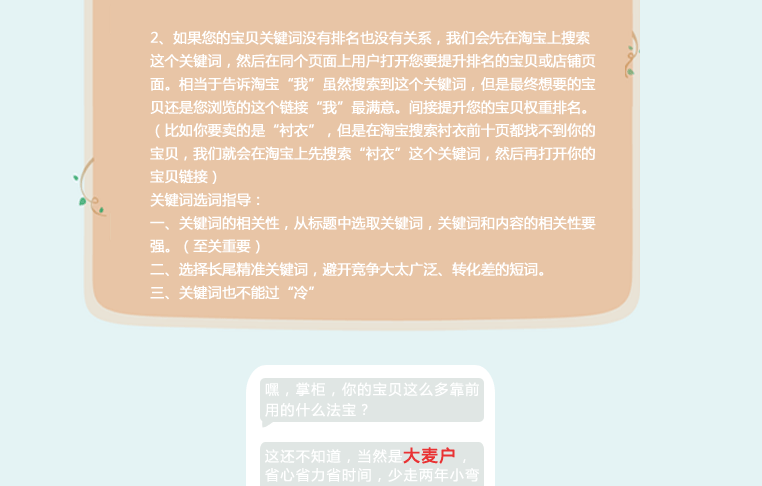 2、如果您的宝贝关键词没有排名也没有关系，我们会先在淘宝上搜索
这个关键词，然后在同个页面上用户打开您要提升排名的宝贝或店铺页
面。相当于告诉淘宝“我”虽然搜索到这个关键词，但是最终想要的宝
贝还是您浏览的这个链接“我”最满意。间接提升您的宝贝权重排名。
（比如你要卖的是“衬衣”，但是在淘宝搜索衬衣前十页都找不到你的
宝贝，我们就会在淘宝上先搜索“衬衣”这个关键词，然后再打开你的
宝贝链接）
关键词选词指导：
一、关键词的相关性，从标题中选取关键词，关键词和内容的相关性要
强。（至关重要）
二、选择长尾精准关键词，避开竞争大太广泛、转化差的短词。
三、关键词也不能过“冷”
嘿，掌柜，你的宝贝这么多靠前
用的什么法宝？
这还不知道，当然是大麦户，
省心省力省时间，少走两年小弯